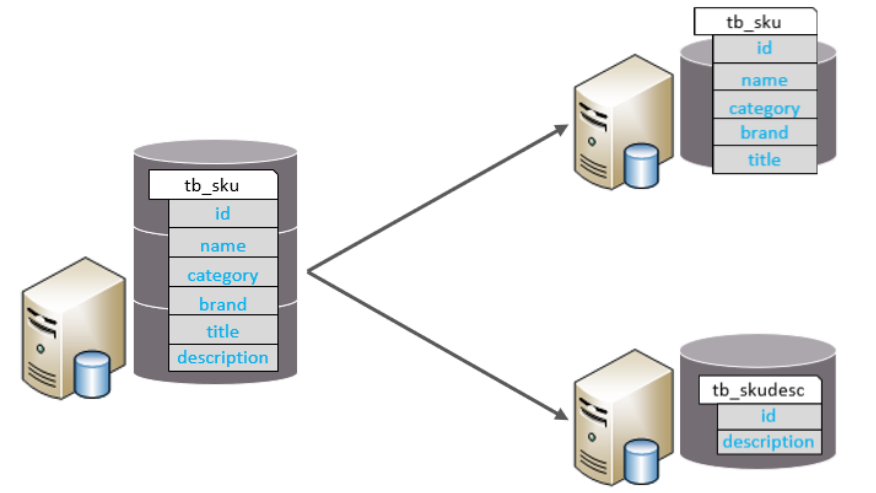 tb_sku
id
name
category
brand
title
description
tb_sku
id
name
category
brand
title
tb_skudesc
id
description